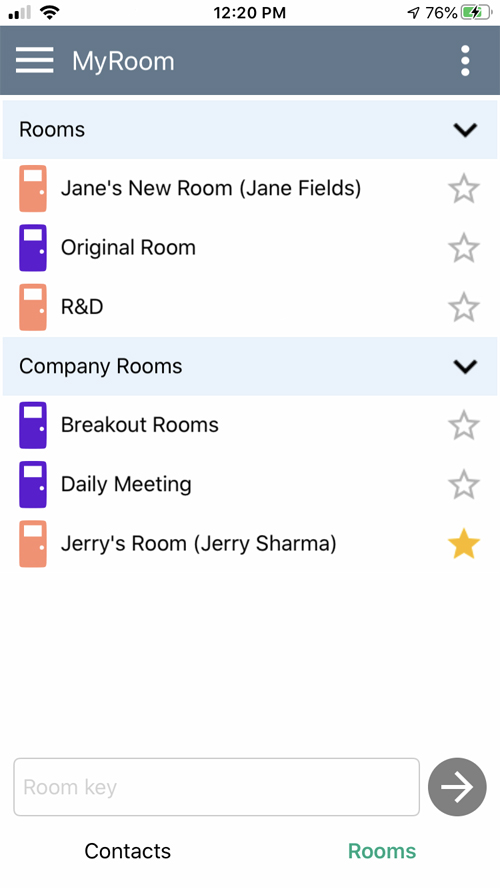 12:20 PM 76%
MyRoom
Rooms
Jane's New Room (Jane Fields)
Original Room
R&D
Company Rooms
Breakout Rooms
Daily Meeting
Jerry's Room (Jerry Sharma)
Room key
Contacts Rooms